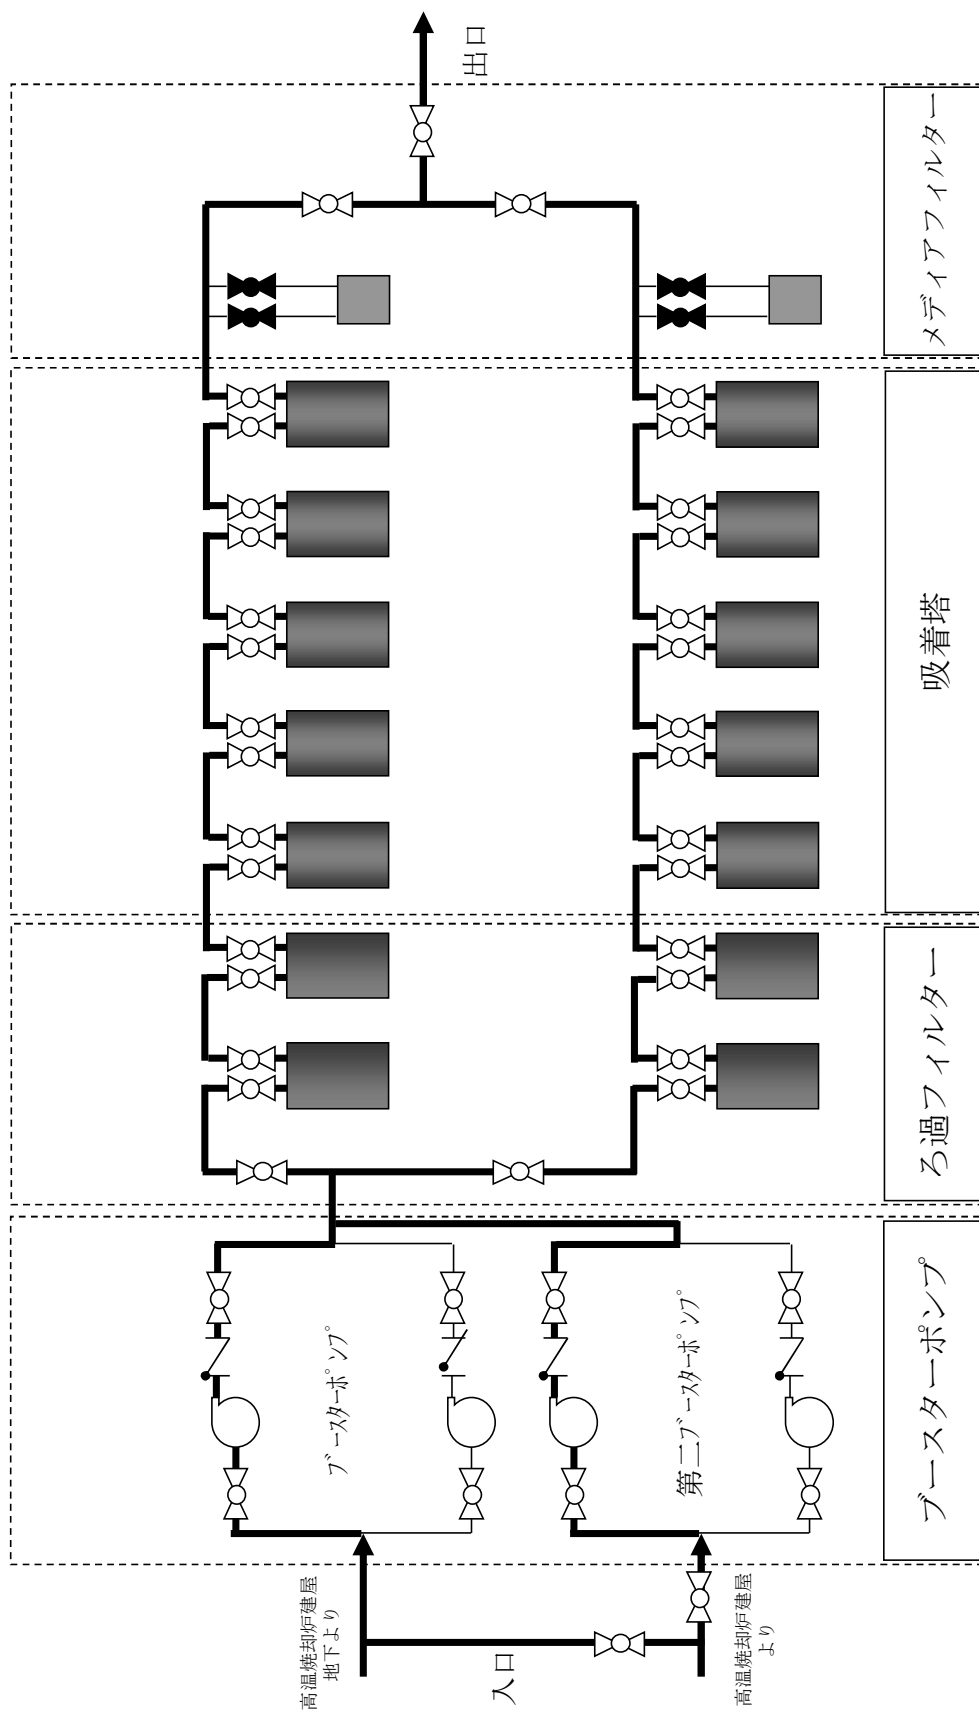 入口
高温焼却炉建屋
地下より
高温焼却炉建屋
より
ブースターポンプ
第二ブースターポンプ
ブースターポンプ
ろ過フィルター
吸着塔
メディアフィルター
出口